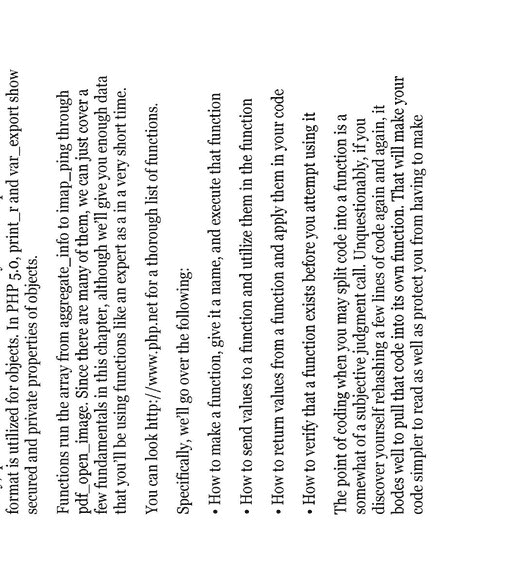 format is utilized for objects. In PHP 5.0, print_r and var_export show
secured and private properties of objects.
Functions run the array from aggregate_info to imap_ping through
pdf_open_image. Since there are many of them, we can just cover a
few fundamentals in this chapter, although we'll give you enough data
that you'll be using functions like an expert as a in a very short time.
You can look http://www.php.net for a thorough list of functions.
Specifically, we'll go over the following:
• How to make a function, give it a name, and execute that function
• How to send values to a function and utilize them in the function
• How to return values from a function and apply them in your code
• How to verify that a function exists before you attempt using it
The point of coding when you may split code into a function is a
somewhat of a subjective judgment call. Unquestionably, if you
discover yourself rehashing a few lines of code again and again, it
bodes well to pull that code into its own function. That will make your
code simpler to read as well as protect you from having to make